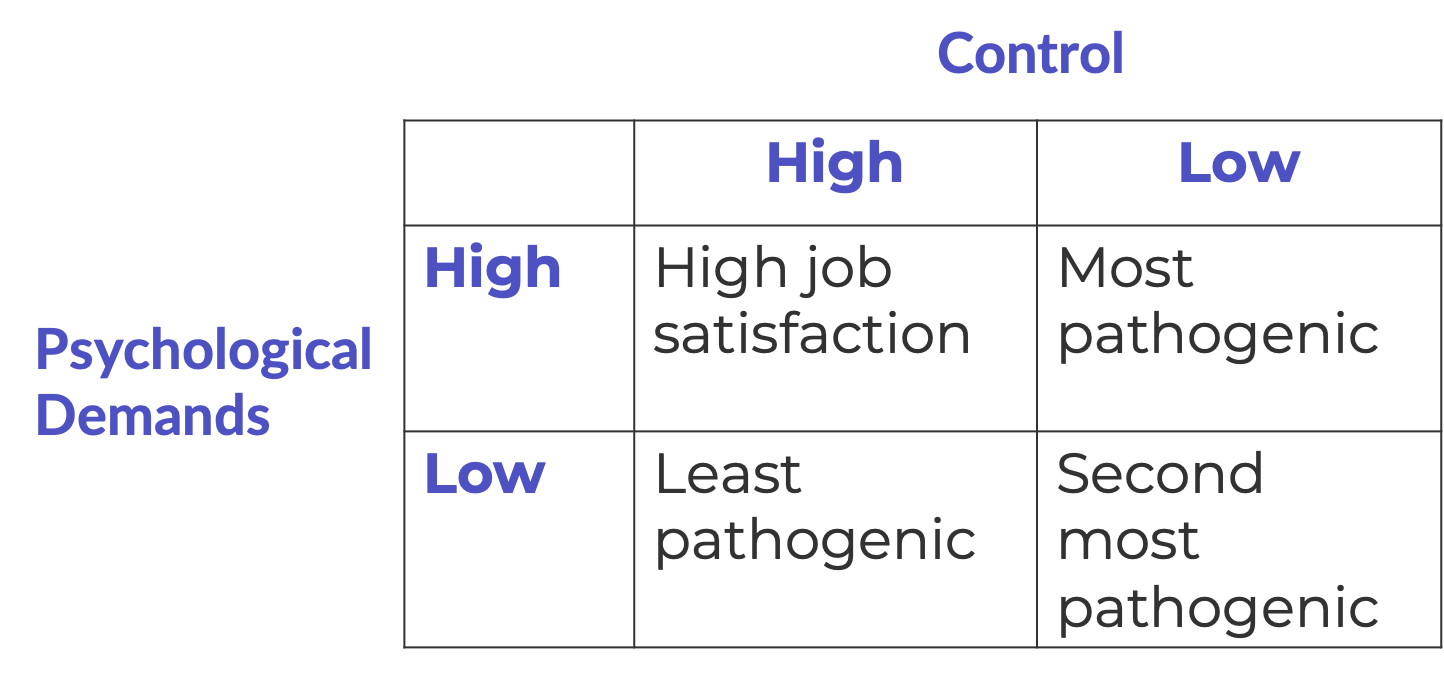 Control
High Low
High High job Most
satisfaction pathogenic
Psychological
Demands
Low Least Second
pathogenic most
pathogenic